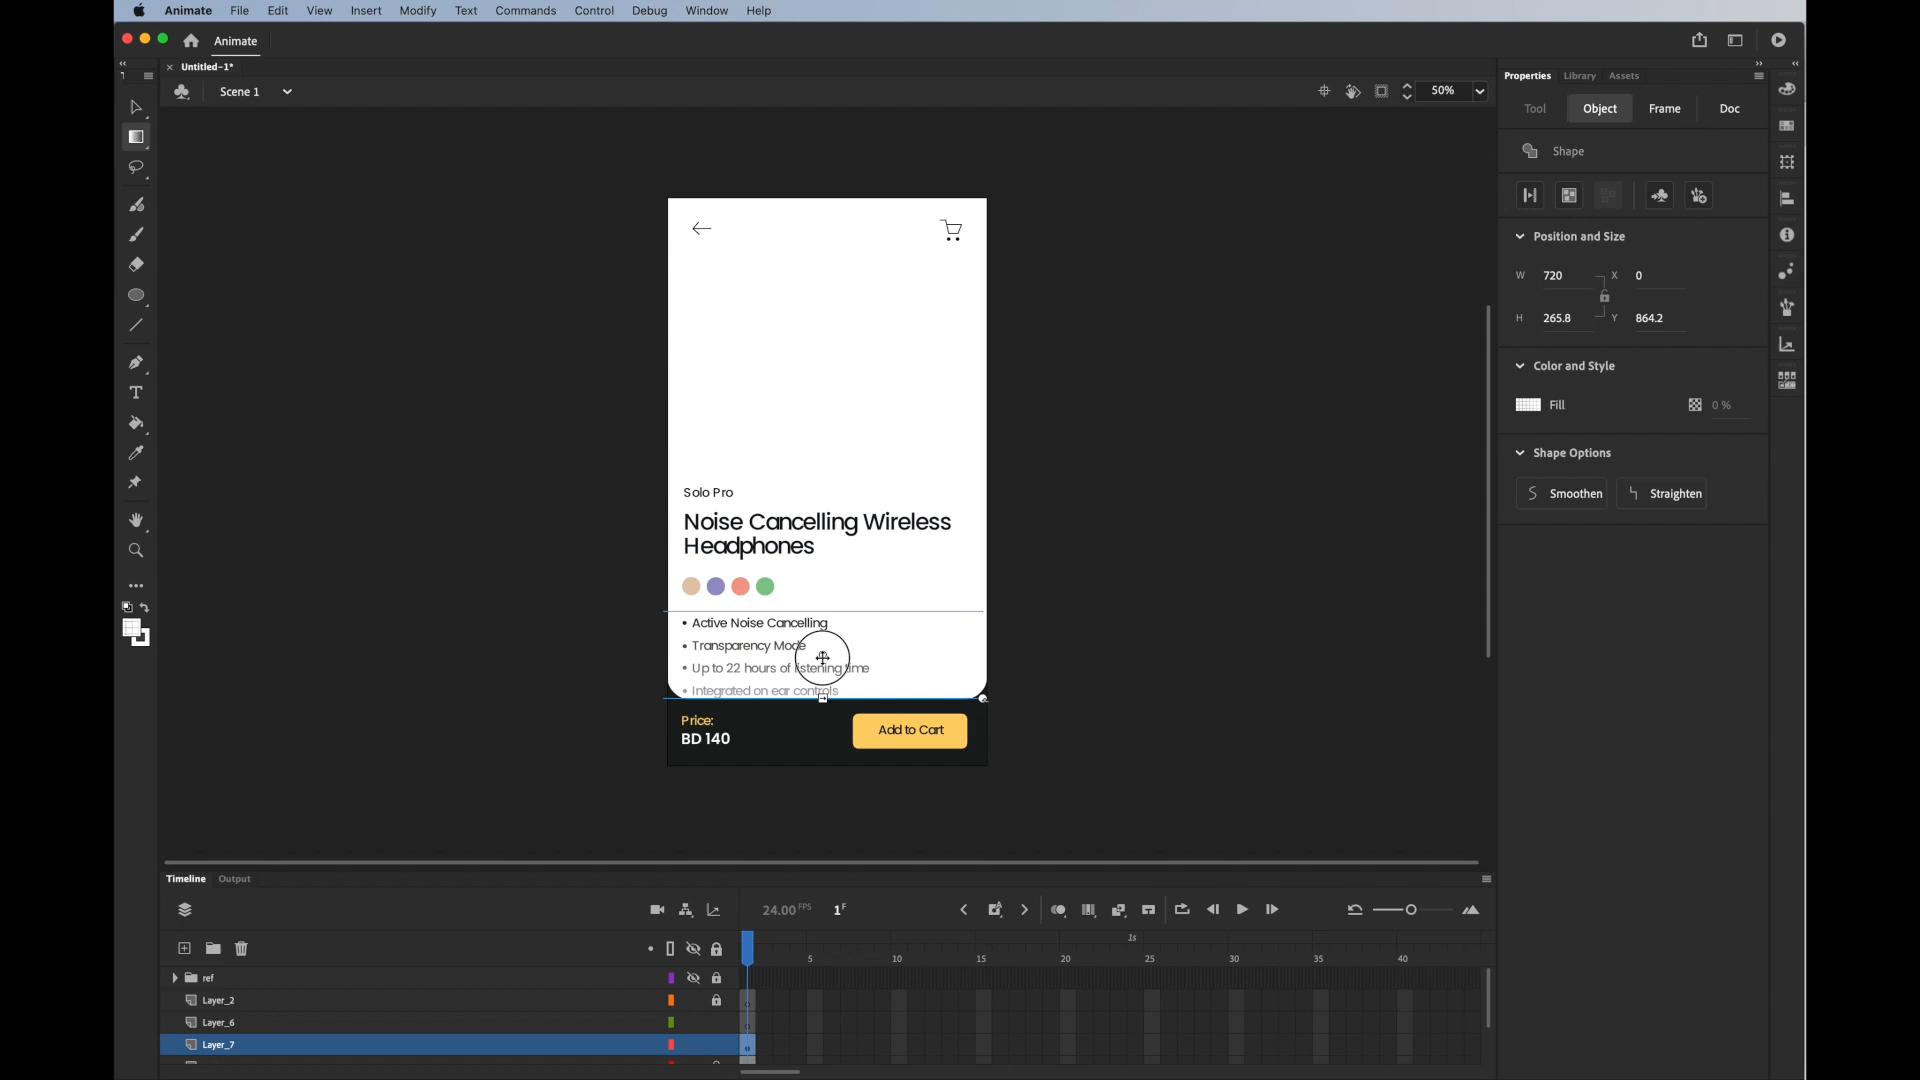 Animate File Edit View Insert Modify Text Commands Control Debug Window Help
Animate
Untitled-1*
Properties Library Assets
Scene 1
50%
Tool Object Frame Doc
Shape
Position and Size
W 720 X 0
H 265.8 Y 864.2
Color and Style
Fill 0 %
Shape Options
Smoothen Straighten
Solo Pro
Noise Cancelling Wireless
Headphones
• Active Noise Cancelling
• Transparency Mode
• Up to 22 hours of listening time
• Integrated on ear controls
Price:
BD 140
Add to Cart
Timeline Output
24.00 FPS 1 F
1s
5 10 15 20 25 30 35 40
ref
Layer_2
Layer_6
Layer_7